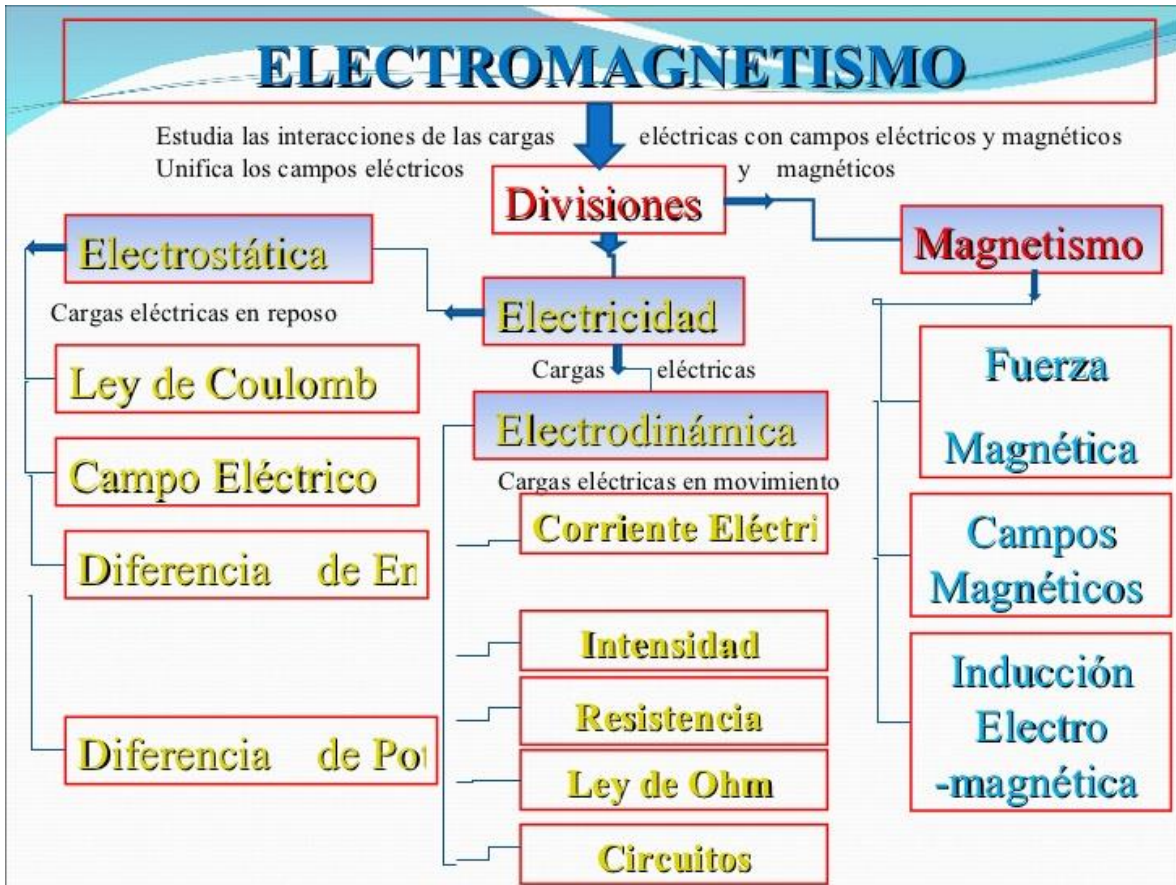 ELECTROMAGNETISMO
Estudia las interacciones de las cargas eléctricas con campos eléctricos y magnéticos
Unifica los campos eléctricos y magnéticos
Divisiones
Electrostática
Cargas eléctricas en reposo
Ley de Coulomb
Campo Eléctrico
Diferencia de En
Diferencia de Pot
Electricidad
Cargas eléctricas
Electrodinámica
Cargas eléctricas en movimiento
Corriente Eléctri
Intensidad
Resistencia
Ley de Ohm
Circuitos
Magnetismo
Fuerza
Magnética
Campos
Magnéticos
Inducción
Electro
-magnética